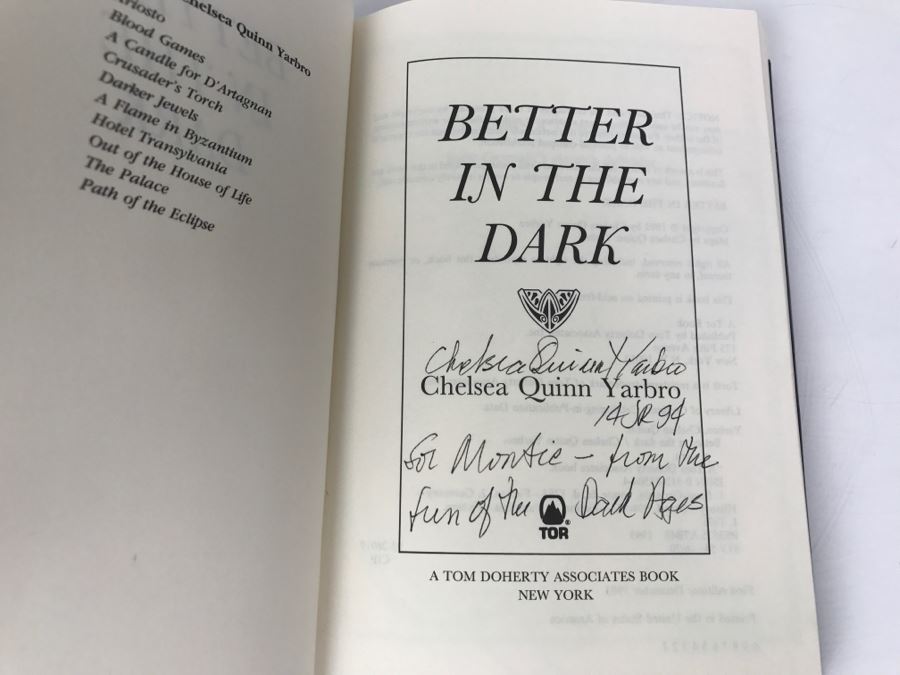 Chelsea Quinn Yarbro
Ariosto
Blood Games
A Candle for D'Artagnan
Crusader's Torch
Darker Jewels
A Flame in Byzantium
Hotel Transylvania
Out of the House of Life
The Palace
Path of the Eclipse
BETTER
IN THE
DARK
Chelsea Quinn Yarbro
Chelsea Quinn Yarbro
94
for Montie - from the
fun of the Dark Ages
TOR
A TOM DOHERTY ASSOCIATES BOOK
NEW YORK